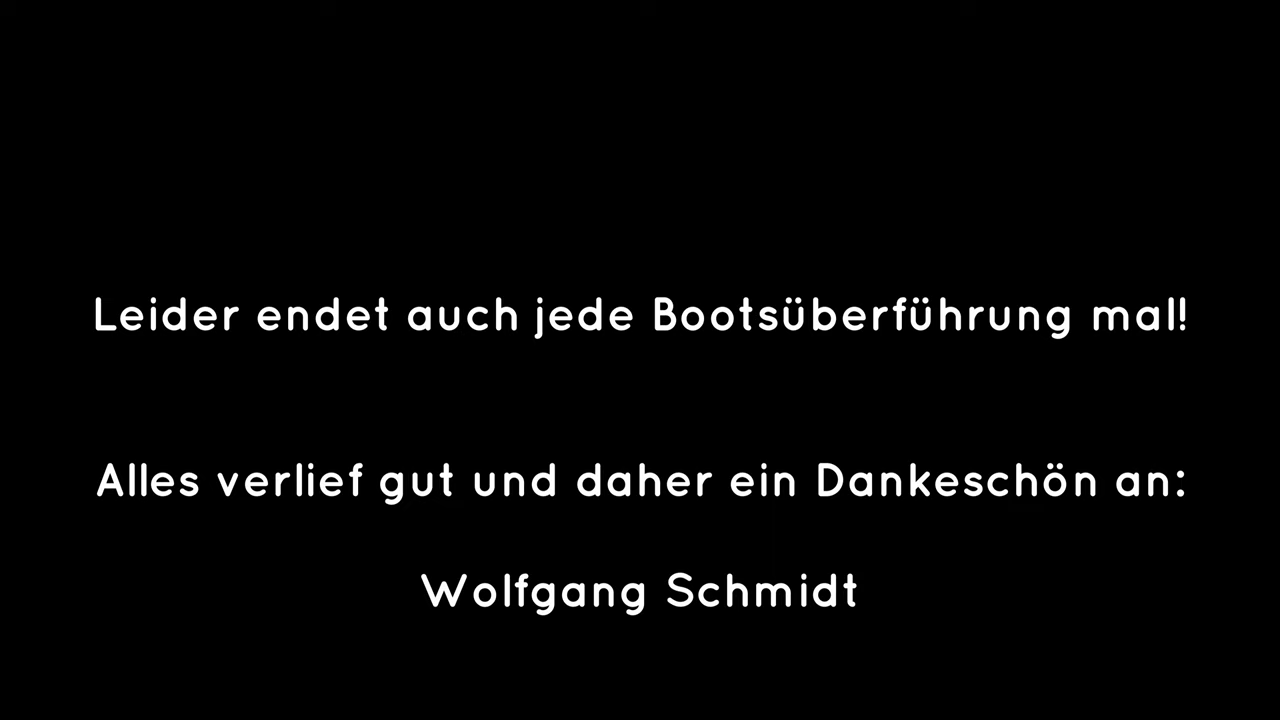 Leider endet auch jede Bootsüberführung mal!
Alles verlief gut und daher ein Dankeschön an:
Wolfgang Schmidt